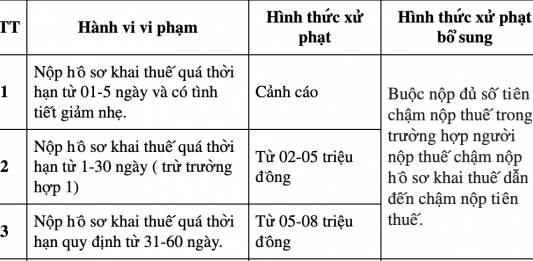 TT
Hành vi vi phạm
Hình thức xử
phạt
Hình thức xử phạt
bổ sung
1
Nộp hồ sơ khai thuế quá thời
hạn từ 01-5 ngày và có tình
tiết giảm nhẹ.
Cảnh cáo
Buộc nộp đủ số tiền
chậm nộp thuế trong
trường hợp người
nộp thuế chậm nộp
hồ sơ khai thuế dẫn
đến chậm nộp tiền
thuế.
2
Nộp hồ sơ khai thuế quá thời
hạn từ 1-30 ngày ( trừ trường
hợp 1)
Từ 02-05 triệu
đồng
3
Nộp hồ sơ khai thuế quá thời
hạn quy định từ 31-60 ngày.
Từ 05-08 triệu
đồng